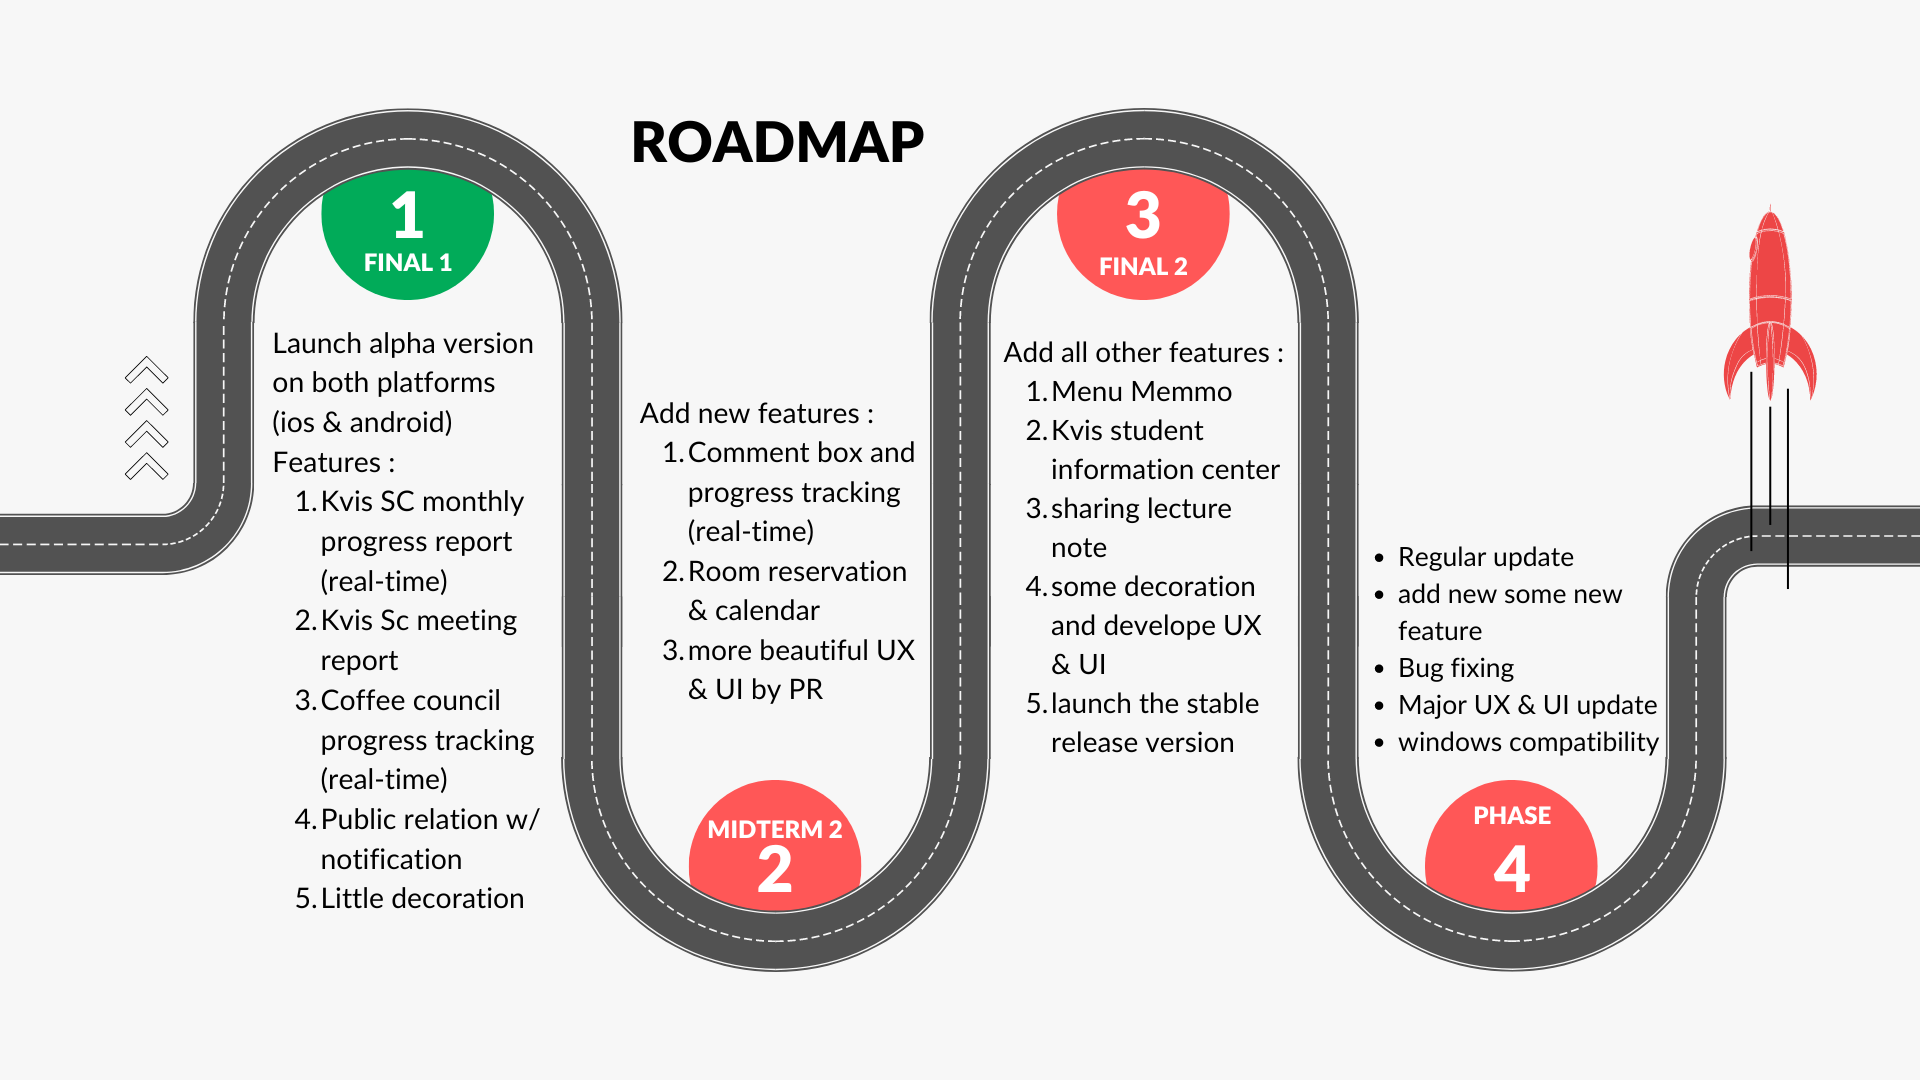 ROADMAP
1
FINAL 1
Launch alpha version
on both platforms
(ios & android)
Features :
1. Kvis SC monthly
progress report
(real-time)
2. Kvis Sc meeting
report
3. Coffee council
progress tracking
(real-time)
4. Public relation w/
notification
5. Little decoration
Add new features :
1. Comment box and
progress tracking
(real-time)
2. Room reservation
& calendar
3. more beautiful UX
& UI by PR
MIDTERM 2
2
3
FINAL 2
Add all other features :
1. Menu Memmo
2. Kvis student
information center
3. sharing lecture
note
4. some decoration
and develope UX
& UI
5. launch the stable
release version
• Regular update
• add new some new
feature
• Bug fixing
• Major UX & UI update
• windows compatibility
PHASE
4